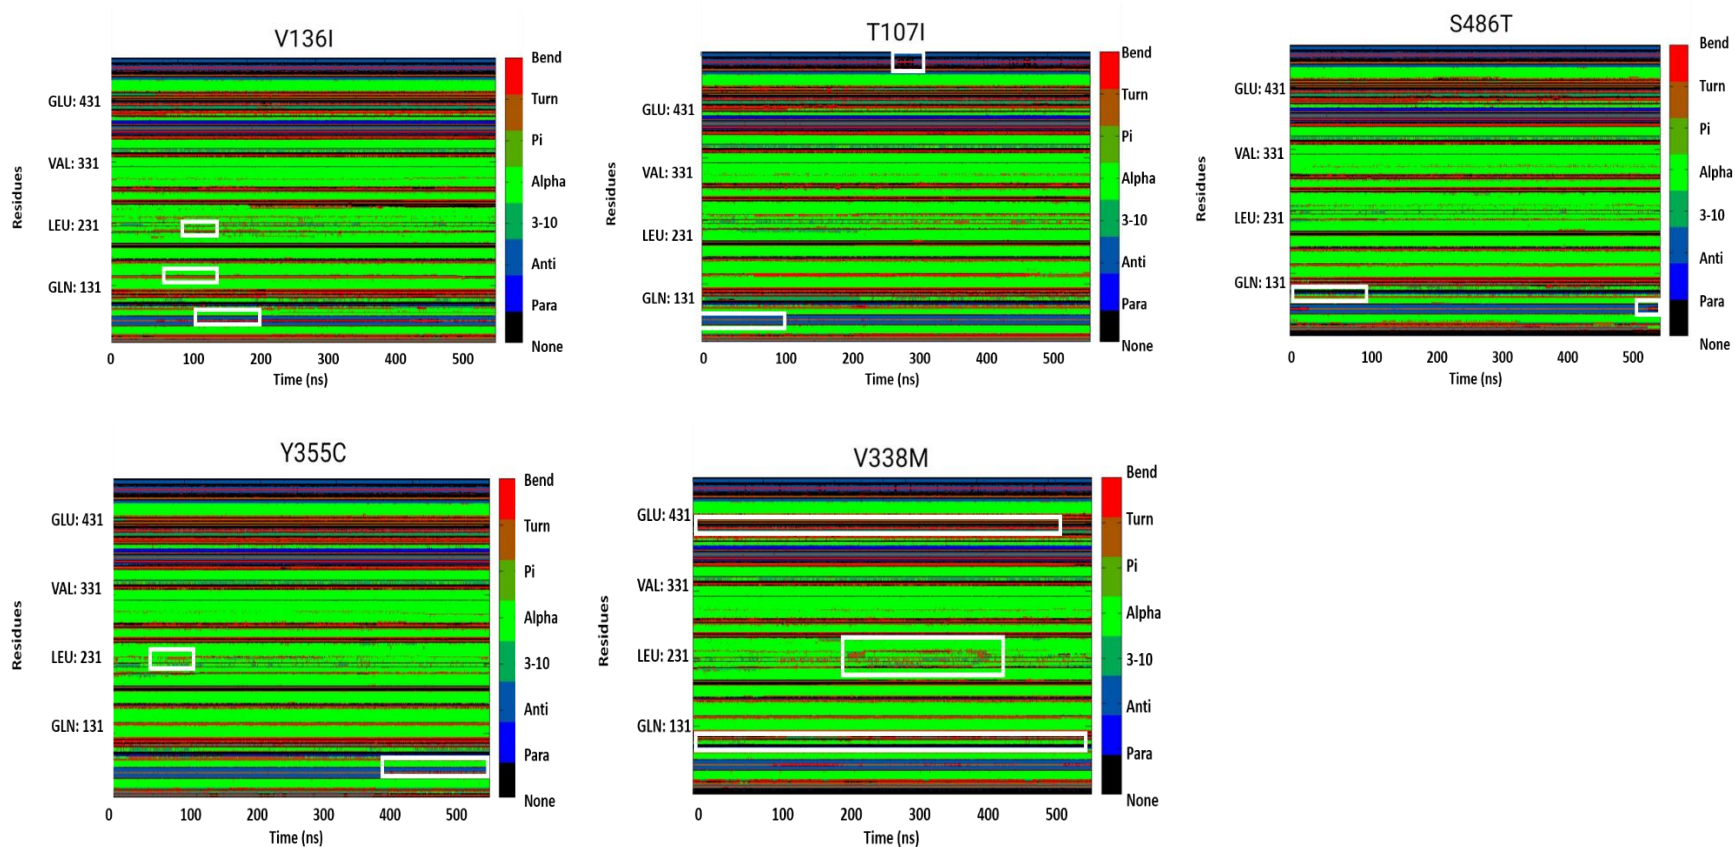 V136I
Residues
GLU: 431
VAL: 331
LEU: 231
GLN: 131
0 100 200 300 400 500
Time (ns)
Bend
Turn
Pi
Alpha
3-10
Anti
Para
None
T107I
Residues
GLU: 431
VAL: 331
LEU: 231
GLN: 131
0 100 200 300 400 500
Time (ns)
Bend
Turn
Pi
Alpha
3-10
Anti
Para
None
S486T
Residues
GLU: 431
VAL: 331
LEU: 231
GLN: 131
0 100 200 300 400 500
Time (ns)
Bend
Turn
Pi
Alpha
3-10
Anti
Para
None
Y355C
Residues
GLU: 431
VAL: 331
LEU: 231
GLN: 131
0 100 200 300 400 500
Time (ns)
Bend
Turn
Pi
Alpha
3-10
Anti
Para
None
V338M
Residues
GLU: 431
VAL: 331
LEU: 231
GLN: 131
0 100 200 300 400 500
Time (ns)
Bend
Turn
Pi
Alpha
3-10
Anti
Para
None